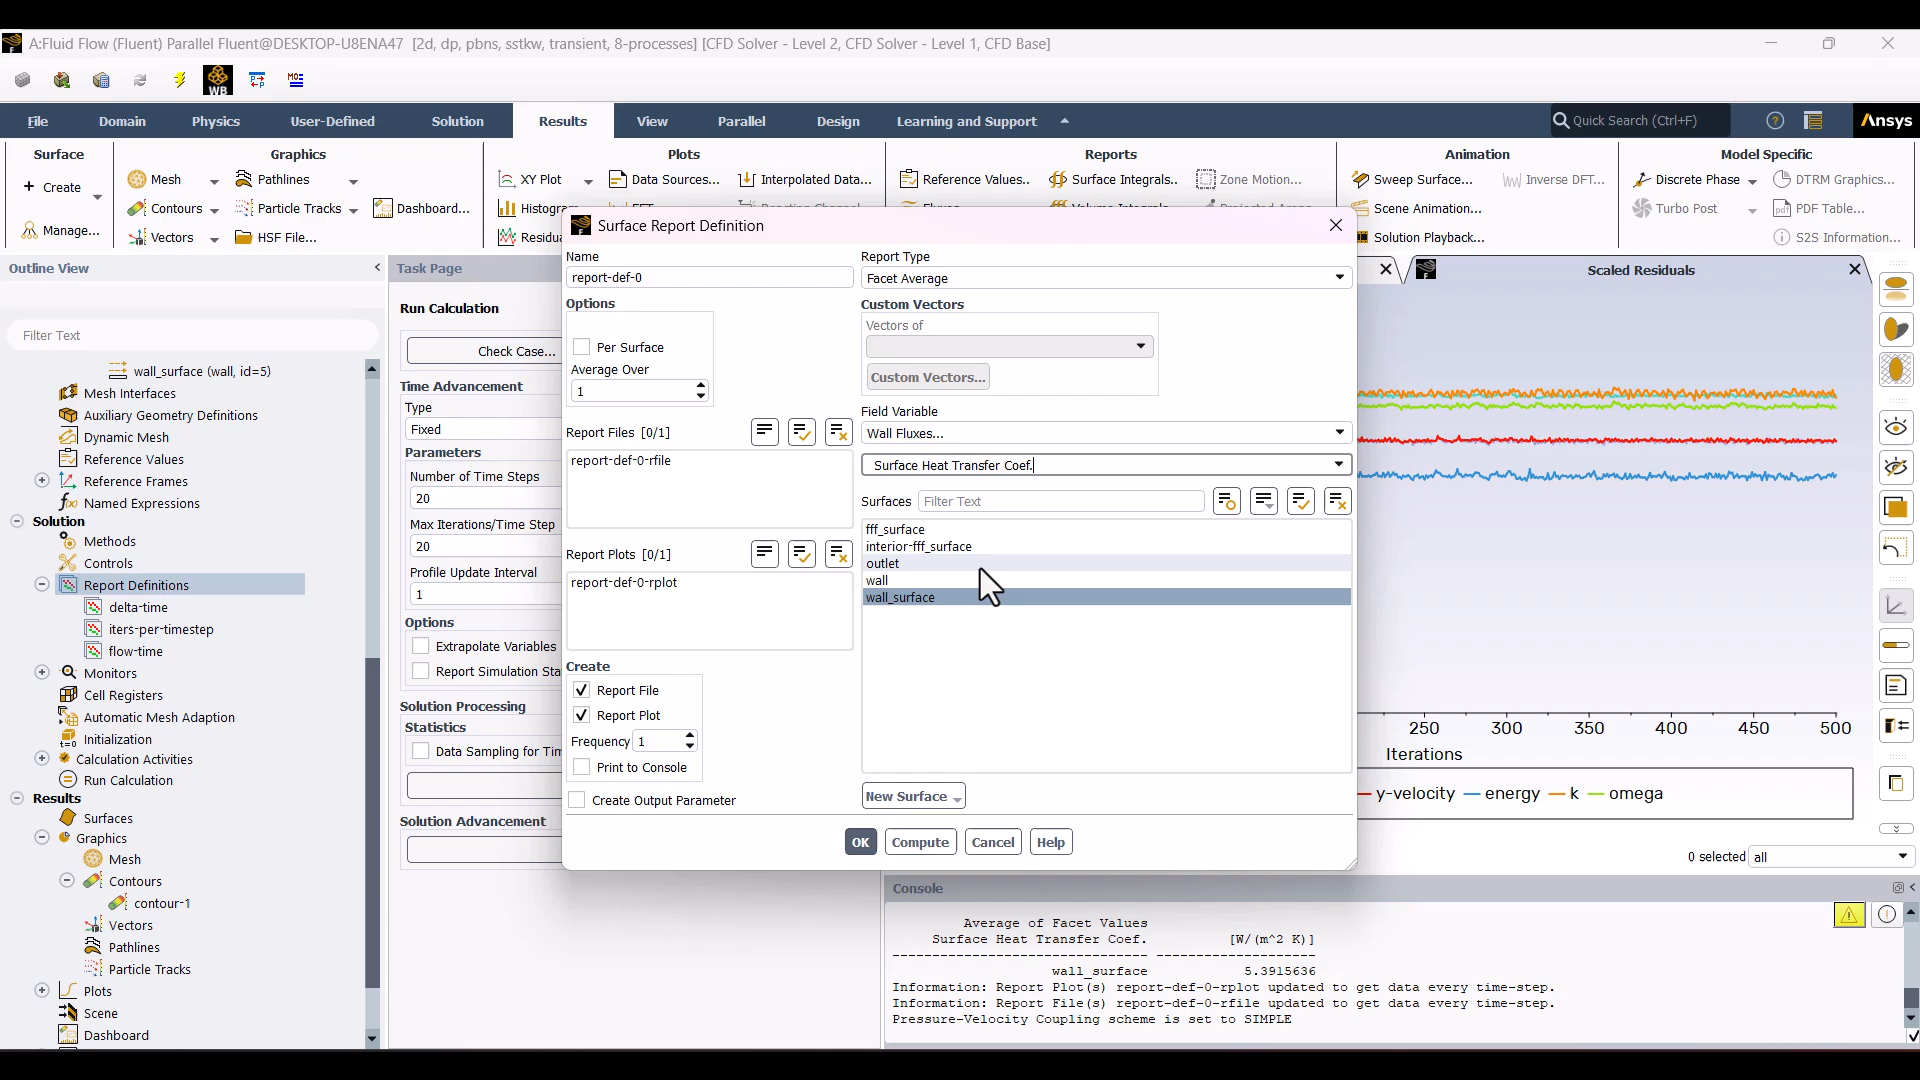 A:Fluid Flow (Fluent) Parallel Fluent@DESKTOP-U8ENA47 [2d, dp, pbns, sstkw, transient, 8-processes] [CFD Solver - Level 2, CFD Solver - Level 1, CFD Base]
WB
File Domain Physics User-Defined Solution Results View Parallel Design Learning and Support
Quick Search (Ctrl+F)
Ansys
Surface
+ Create
Manage...
Graphics
Mesh
Pathlines
Contours
Particle Tracks
Dashboard...
Vectors
HSF File...
Plots
XY Plot
Data Sources...
Interpolated Data...
Reports
Reference Values..
Surface Integrals..
Zone Motion...
Animation
Sweep Surface...
Inverse DFT...
Scene Animation...
Solution Playback...
Model Specific
Discrete Phase
DTRM Graphics...
Turbo Post
PDF Table...
S2S Information...
Outline View
Filter Text
wall_surface (wall, id=5)
Mesh Interfaces
Auxiliary Geometry Definitions
Dynamic Mesh
Reference Values
Reference Frames
Named Expressions
Solution
Methods
Controls
Report Definitions
delta-time
iters-per-timestep
flow-time
Monitors
Cell Registers
Automatic Mesh Adaption
Initialization
Calculation Activities
Run Calculation
Results
Surfaces
Graphics
Mesh
Contours
contour-1
Vectors
Pathlines
Particle Tracks
Plots
Scene
Dashboard
Task Page
Run Calculation
Check Case...
Time Advancement
Type
Fixed
Parameters
Number of Time Steps
20
Max Iterations/Time Step
20
Profile Update Interval
1
Options
Extrapolate Variables
Report Simulation Sta
Solution Processing
Statistics
Data Sampling for Tim
Solution Advancement
Surface Report Definition
Name
report-def-0
Options
Per Surface
Average Over
1
Report Files [0/1]
report-def-0-rfile
Report Plots [0/1]
report-def-0-rplot
Create
Report File
Report Plot
Frequency 1
Print to Console
Create Output Parameter
Report Type
Facet Average
Custom Vectors
Vectors of
Custom Vectors...
Field Variable
Wall Fluxes...
Surface Heat Transfer Coef.
Surfaces Filter Text
fff_surface
interior-fff_surface
outlet
wall
wall_surface
New Surface
OK Compute Cancel Help
Scaled Residuals
250 300 350 400 450 500
Iterations
y-velocity energy k omega
0 selected all
Console
Average of Facet Values
Surface Heat Transfer Coef. [W/(m^2 K)]
-------------------------------- --------------------
wall_surface 5.3915636
Information: Report Plot(s) report-def-0-rplot updated to get data every time-step.
Information: Report File(s) report-def-0-rfile updated to get data every time-step.
Pressure-Velocity Coupling scheme is set to SIMPLE